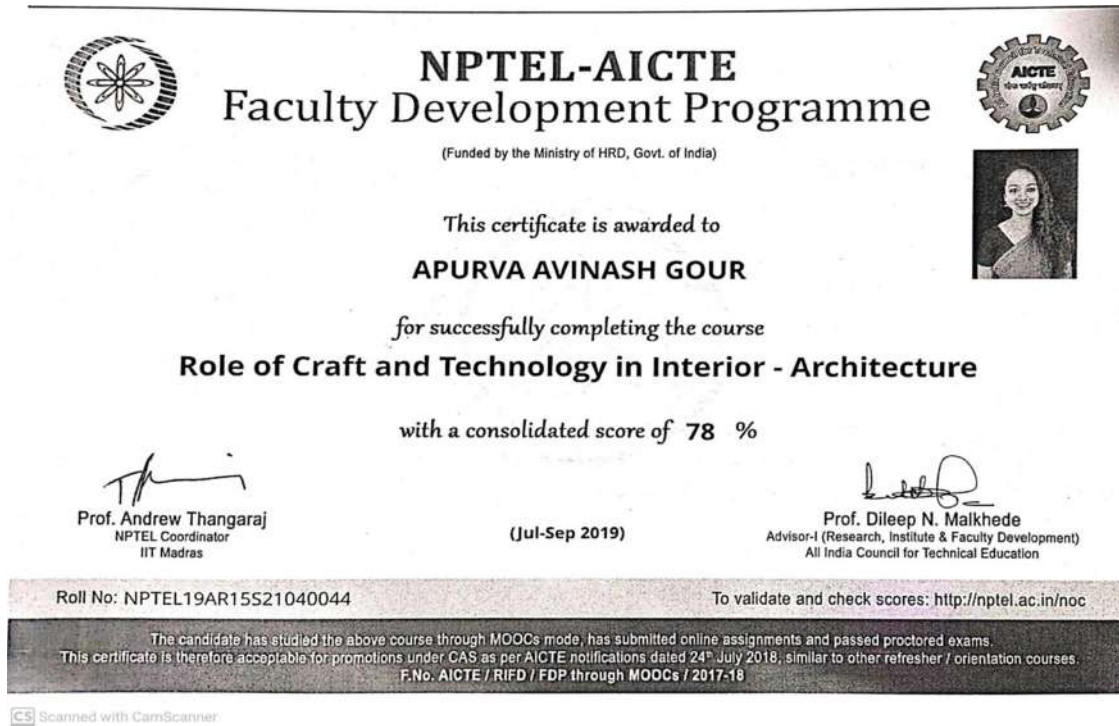 NPTEL-AICTE
Faculty Development Programme
(Funded by the Ministry of HRD, Govt. of India)
AICTE
This certificate is awarded to
APURVA AVINASH GOUR
for successfully completing the course
Role of Craft and Technology in Interior - Architecture
with a consolidated score of 78 %
Prof. Andrew Thangaraj
NPTEL Coordinator
IIT Madras
(Jul-Sep 2019)
Prof. Dileep N. Malkhede
Advisor-I (Research, Institute & Faculty Development)
All India Council for Technical Education
Roll No: NPTEL19AR15S21040044
To validate and check scores: http://nptel.ac.in/noc
The candidate has studied the above course through MOOCs mode, has submitted online assignments and passed proctored exams.
This certificate is therefore acceptable for promotions under CAS as per AICTE notifications dated 24th July 2018, similar to other refresher / orientation courses.
F.No. AICTE / RIFD / FDP through MOOCs / 2017-18
CS Scanned with CamScanner